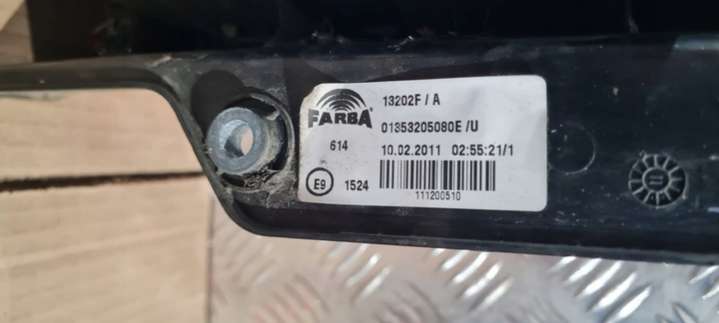 13202F / A
FARBA
01353205080E /U
614
10.02.2011 02:55:21/1
E9
1524
111200510